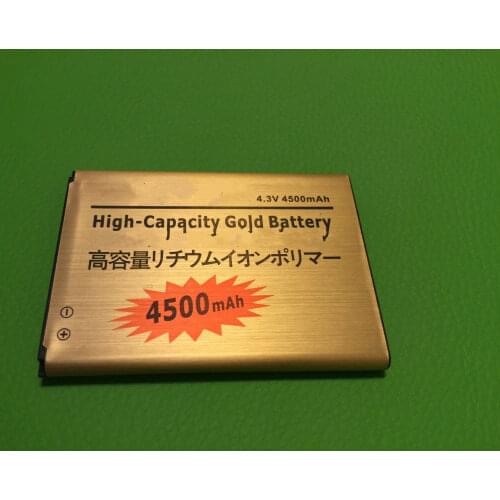 4.3V 4500mAh
High-Capacity Gold Battery
高容量リチウムイオンポリマー
4500mAh